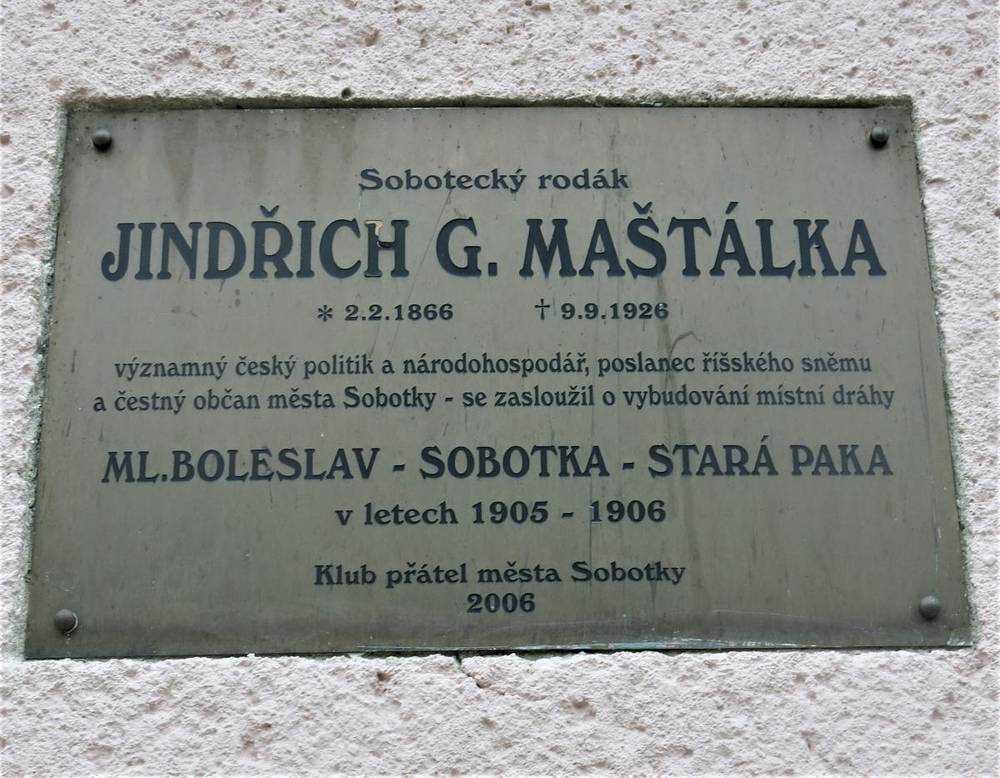 Sobotecký rodák
JINDŘICH G. MAŠTÁLKA
* 2.2.1866 † 9.9.1926
významný český politik a národohospodář, poslanec říšského sněmu
a čestný občan města Sobotky - se zasloužil o vybudování místní dráhy
ML.BOLESLAV - SOBOTKA - STARÁ PAKA
v letech 1905 - 1906
Klub přátel města Sobotky
2006